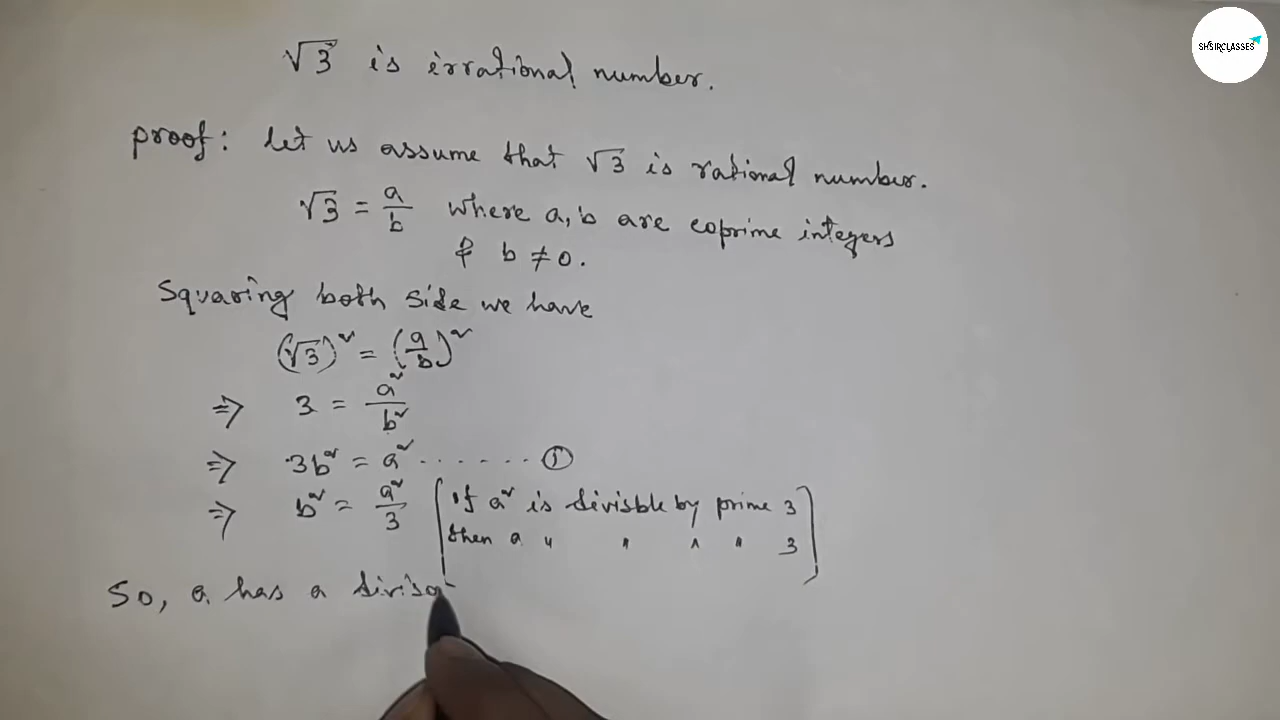 SHSIRCLASSES
√3 is irrational number.
proof: let us assume that √3 is rational number.
√3 = a/b where a, b are coprime integers
& b ≠ 0.
Squaring both side we have
(√3)² = (a/b)²
⇒ 3 = a²/b²
⇒ 3b² = a² ....... ①
⇒ b² = a²/3 [If a² is divisble by prime 3
then a " " " " 3]
So, a has a diviso